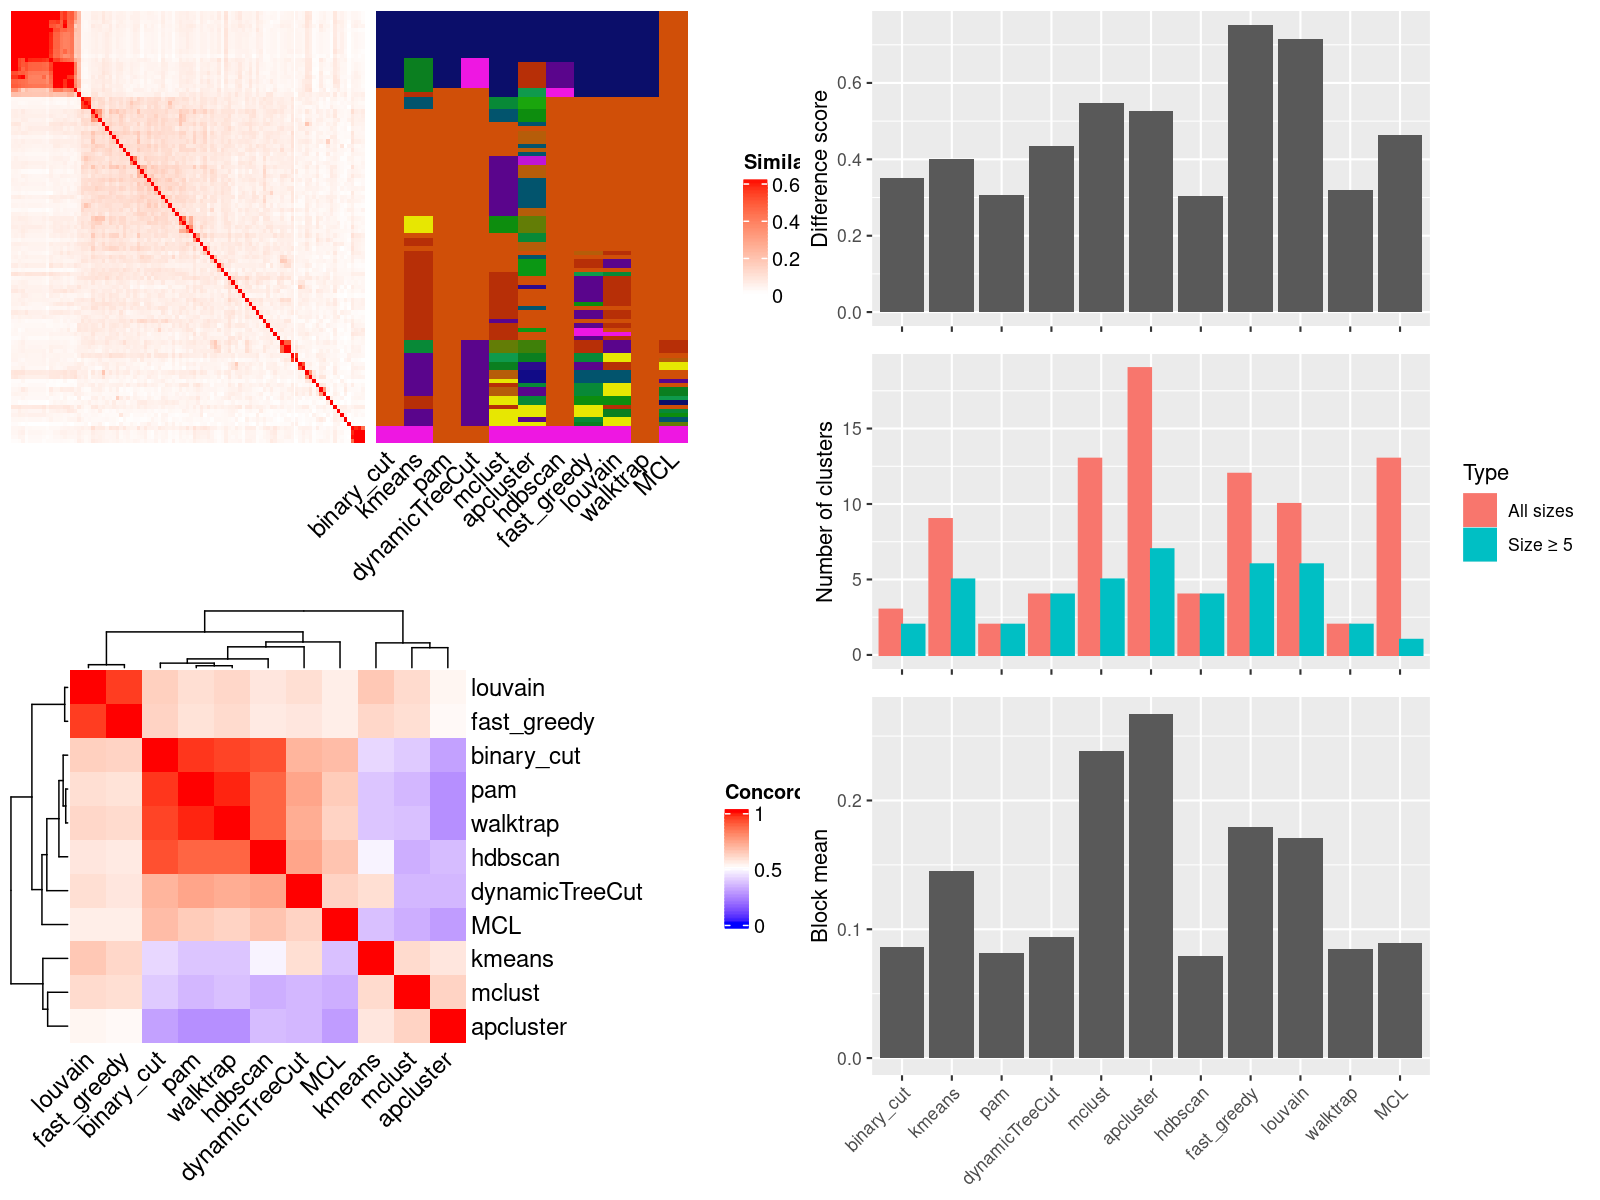 Simila
0.6
0.4
0.2
0
binary_cut
kmeans
pam
dynamicTreeCut
mclust
apcluster
hdbscan
fast_greedy
louvain
walktrap
MCL
louvain
fast_greedy
binary_cut
pam
walktrap
hdbscan
dynamicTreeCut
MCL
kmeans
mclust
apcluster
louvain
fast_greedy
binary_cut
pam
walktrap
hdbscan
dynamicTreeCut
MCL
kmeans
mclust
apcluster
Concord
1
0.5
0
Difference score
0.6
0.4
0.2
0.0
Number of clusters
15
10
5
0
Type
All sizes
Size ≥ 5
Block mean
0.2
0.1
0.0
binary_cut
kmeans
pam
dynamicTreeCut
mclust
apcluster
hdbscan
fast_greedy
louvain
walktrap
MCL